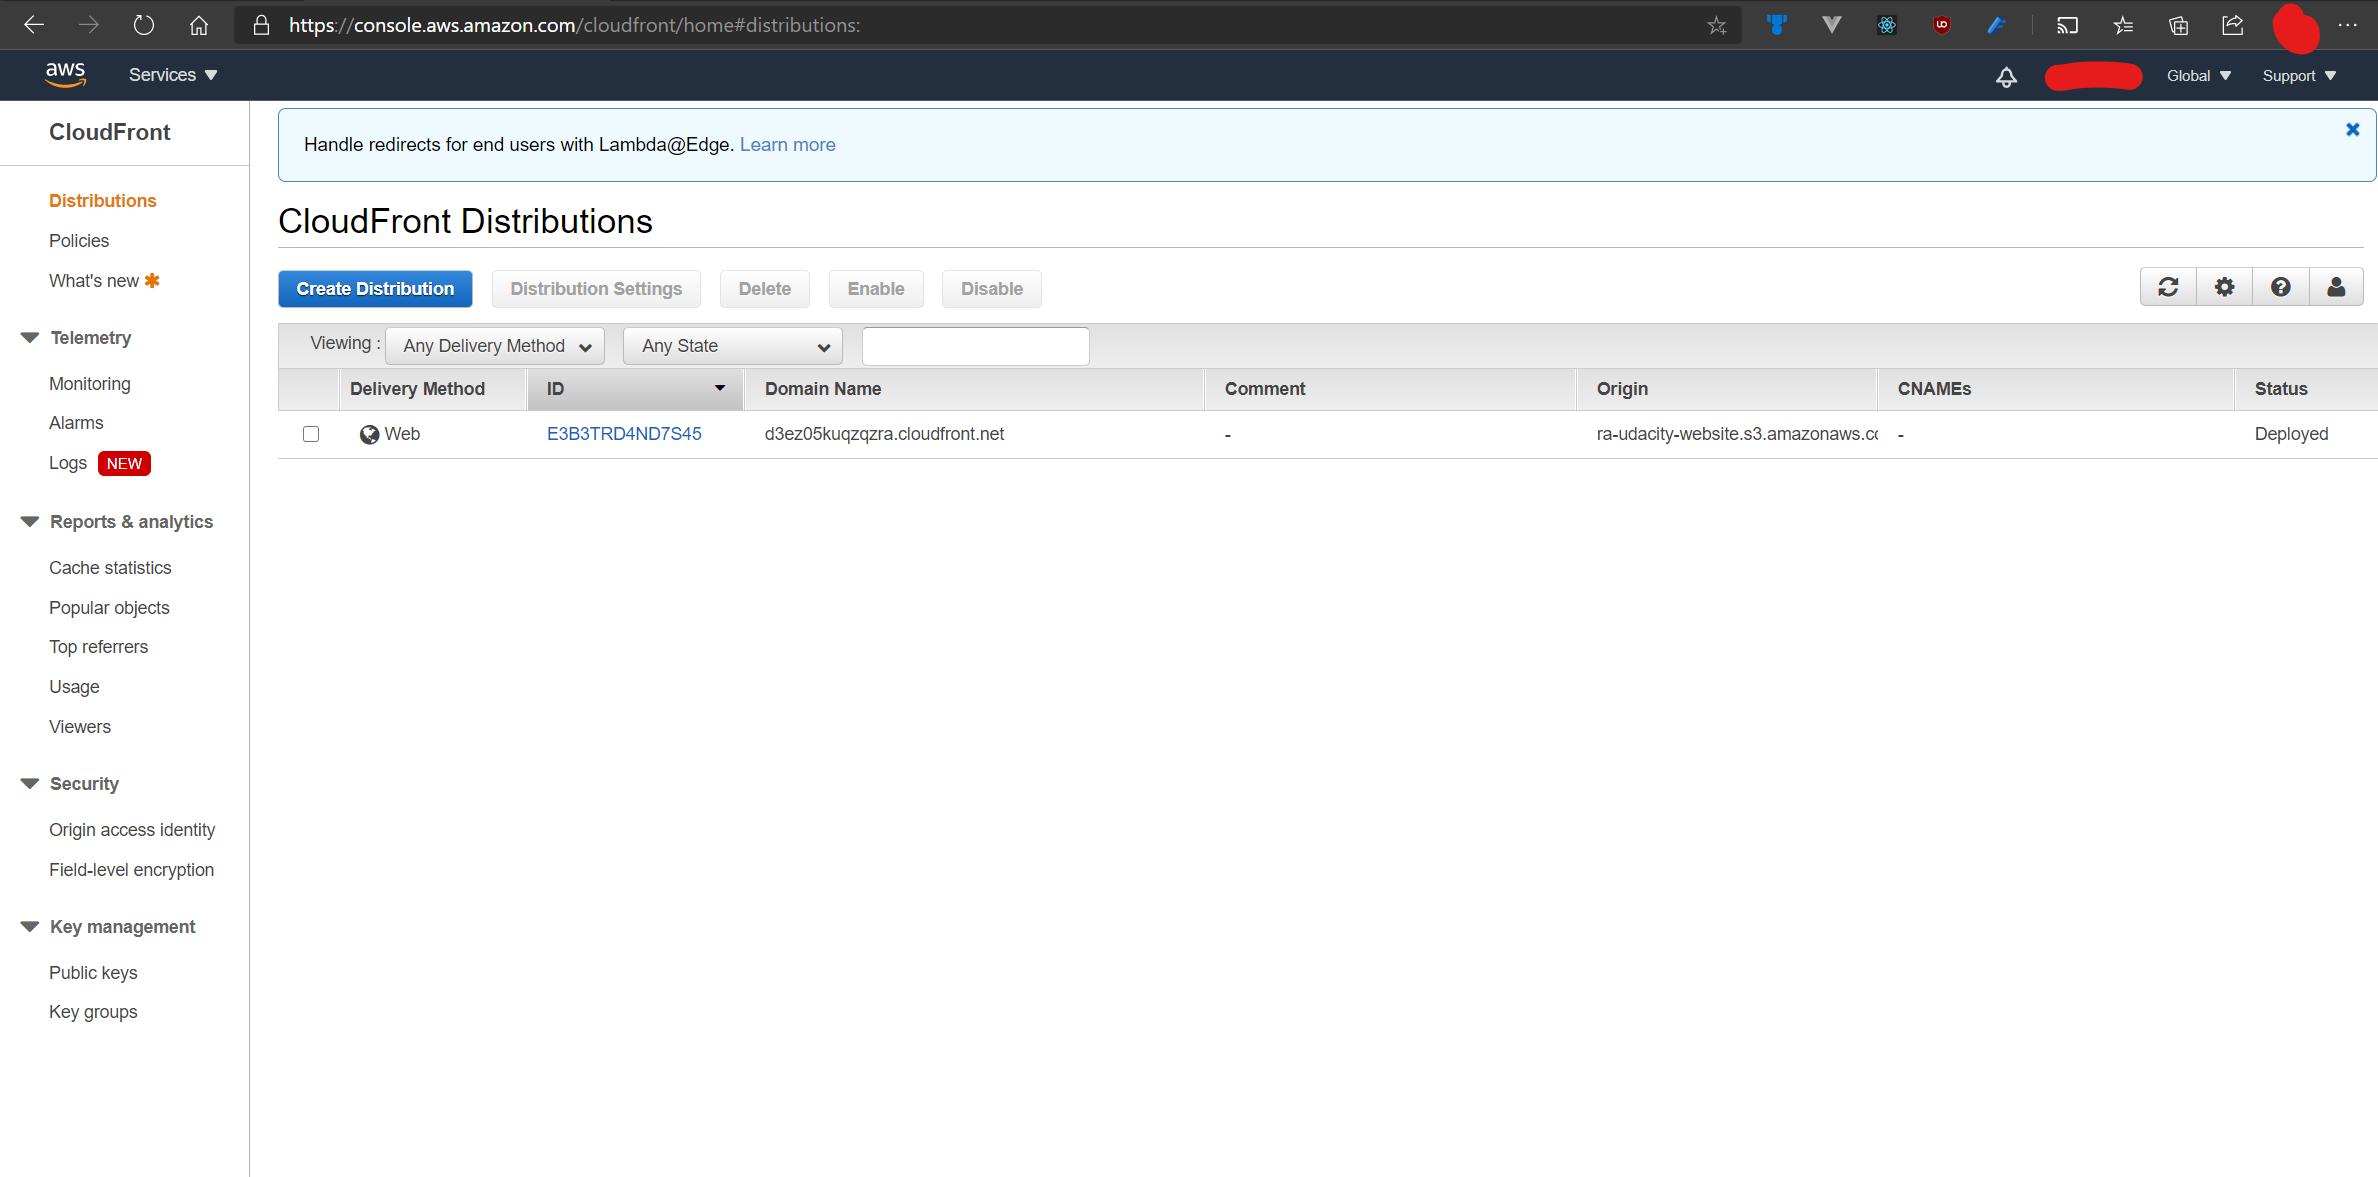 https://console.aws.amazon.com/cloudfront/home#distributions:
aws Services Global Support
CloudFront
Distributions
Policies
What's new
Telemetry
Monitoring
Alarms
Logs NEW
Reports & analytics
Cache statistics
Popular objects
Top referrers
Usage
Viewers
Security
Origin access identity
Field-level encryption
Key management
Public keys
Key groups
Handle redirects for end users with Lambda@Edge. Learn more
CloudFront Distributions
Create Distribution Distribution Settings Delete Enable Disable
Viewing : Any Delivery Method Any State
Delivery Method ID Domain Name Comment Origin CNAMEs Status
Web E3B3TRD4ND7S45 d3ez05kuqzqzra.cloudfront.net - ra-udacity-website.s3.amazonaws.co - Deployed